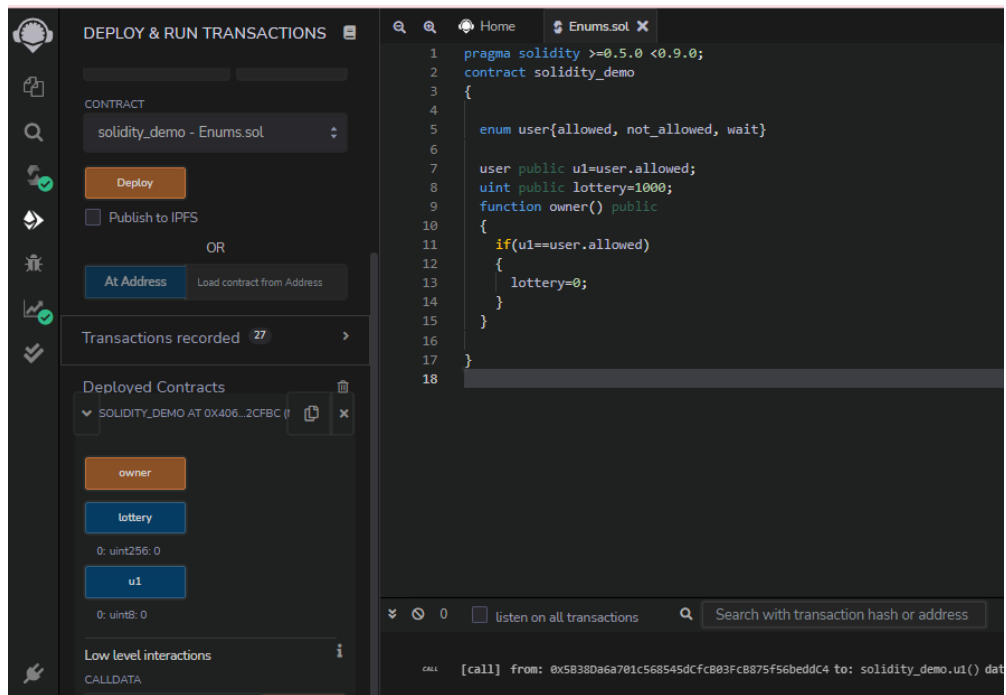 DEPLOY & RUN TRANSACTIONS
CONTRACT
solidity_demo - Enums.sol
Deploy
Publish to IPFS
OR
At Address
Load contract from Address
Transactions recorded 27
Deployed Contracts
SOLIDITY_DEMO AT 0X406...2CFBC (
owner
lottery
0: uint256: 0
u1
0: uint8: 0
Low level interactions
CALLDATA
Home
Enums.sol
1 pragma solidity >=0.5.0 <0.9.0;
2 contract solidity_demo
3 {
4
5 enum user{allowed, not_allowed, wait}
6
7 user public u1=user.allowed;
8 uint public lottery=1000;
9 function owner() public
10 {
11 if(u1==user.allowed)
12 {
13 lottery=0;
14 }
15 }
16
17 }
18
0
listen on all transactions
Search with transaction hash or address
CALL [call] from: 0x5B38Da6a701c568545dCfcB03FcB875f56beddC4 to: solidity_demo.u1() dat